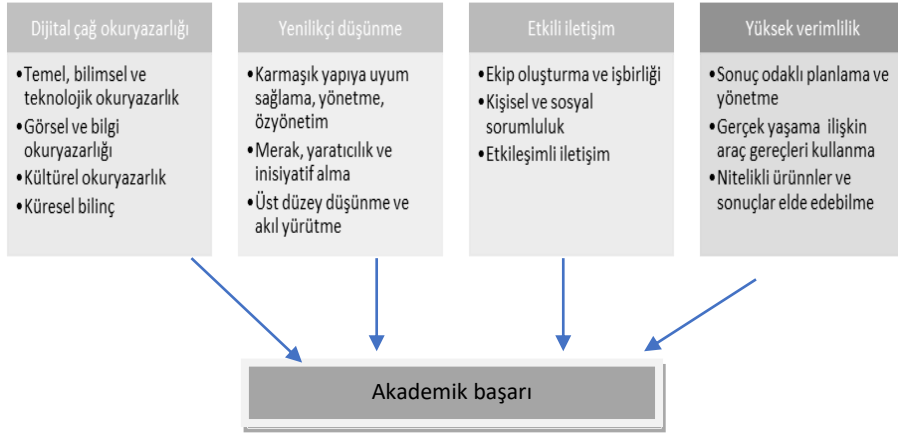 Dijital çağ okuryazarlığı
•Temel, bilimsel ve
teknolojik okuryazarlık
•Görsel ve bilgi
okuryazarlığı
•Kültürel okuryazarlık
•Küresel bilinç
Yenilikçi düşünme
•Karmaşık yapıya uyum
sağlama, yönetme,
özyönetim
•Merak, yaratıcılık ve
inisiyatif alma
•Üst düzey düşünme ve
akıl yürütme
Etkili iletişim
•Ekip oluşturma ve işbirliği
•Kişisel ve sosyal
sorumluluk
•Etkileşimli iletişim
Yüksek verimlilik
•Sonuç odaklı planlama ve
yönetme
•Gerçek yaşama ilişkin
araç gereçleri kullanma
•Nitelikli ürünnler ve
sonuçlar elde edebilme
Akademik başarı